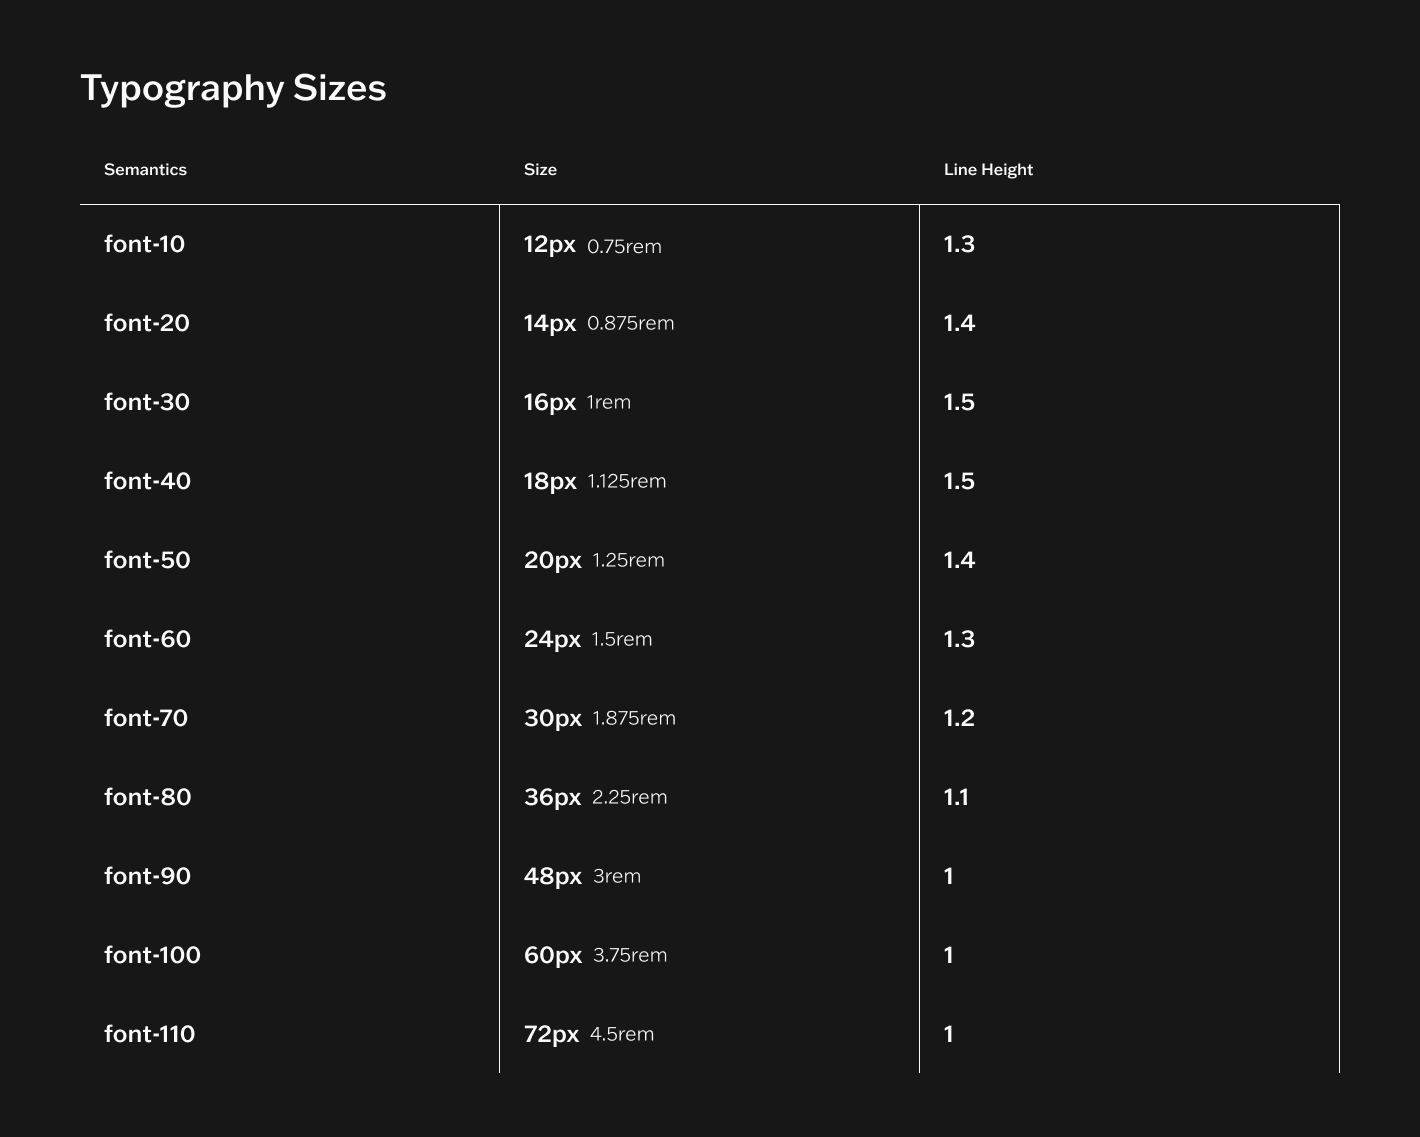 Typography Sizes
Semantics Size Line Height
font-10 12px 0.75rem 1.3
font-20 14px 0.875rem 1.4
font-30 16px 1rem 1.5
font-40 18px 1.125rem 1.5
font-50 20px 1.25rem 1.4
font-60 24px 1.5rem 1.3
font-70 30px 1.875rem 1.2
font-80 36px 2.25rem 1.1
font-90 48px 3rem 1
font-100 60px 3.75rem 1
font-110 72px 4.5rem 1